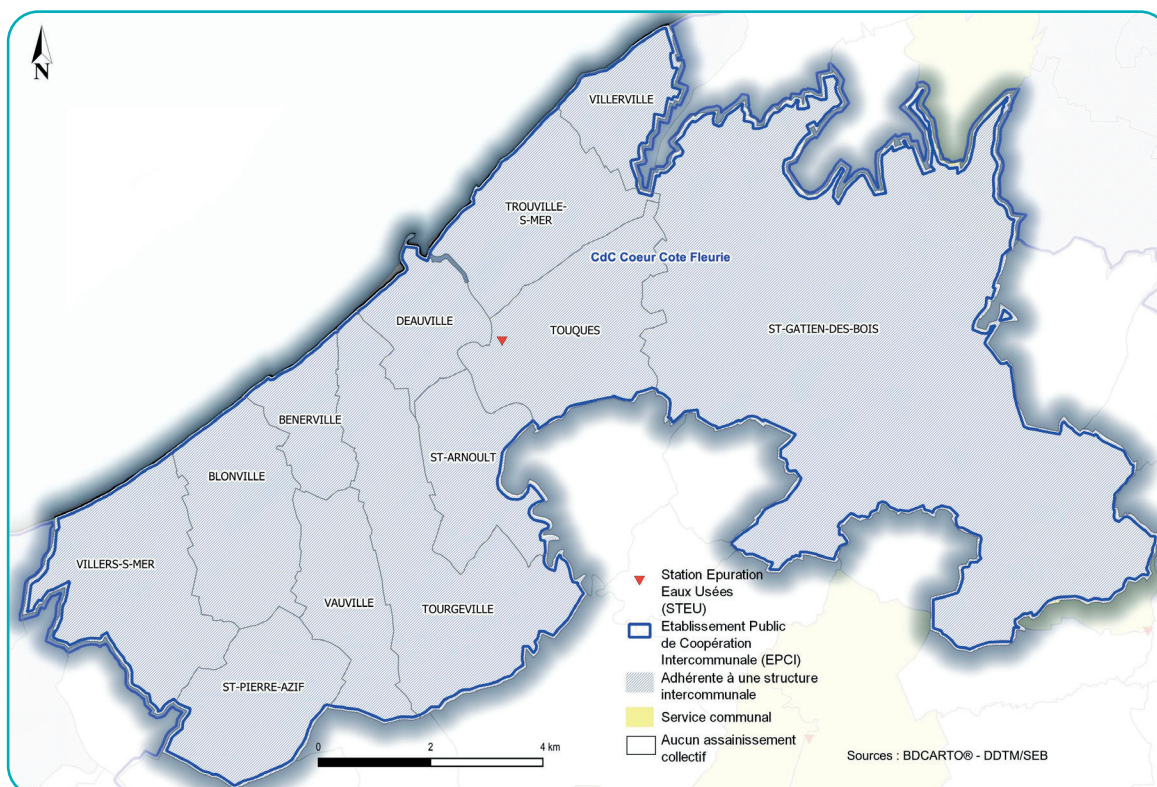 N
VILLERVILLE
TROUVILLE-
S-MER
CdC Coeur Cote Fleurie
DEAUVILLE
TOUQUES
ST-GATIEN-DES-BOIS
BENERVILLE
ST-ARNOULT
BLONVILLE
VILLERS-S-MER
VAUVILLE
TOURGEVILLE
ST-PIERRE-AZIF
Station Epuration
Eaux Usées
(STEU)
Etablissement Public
de Coopération
Intercommunale (EPCI)
Adhérente à une structure
intercommunale
Service communal
Aucun assainissement
collectif
0 2 4 km
Sources : BDCARTO® - DDTM/SEB